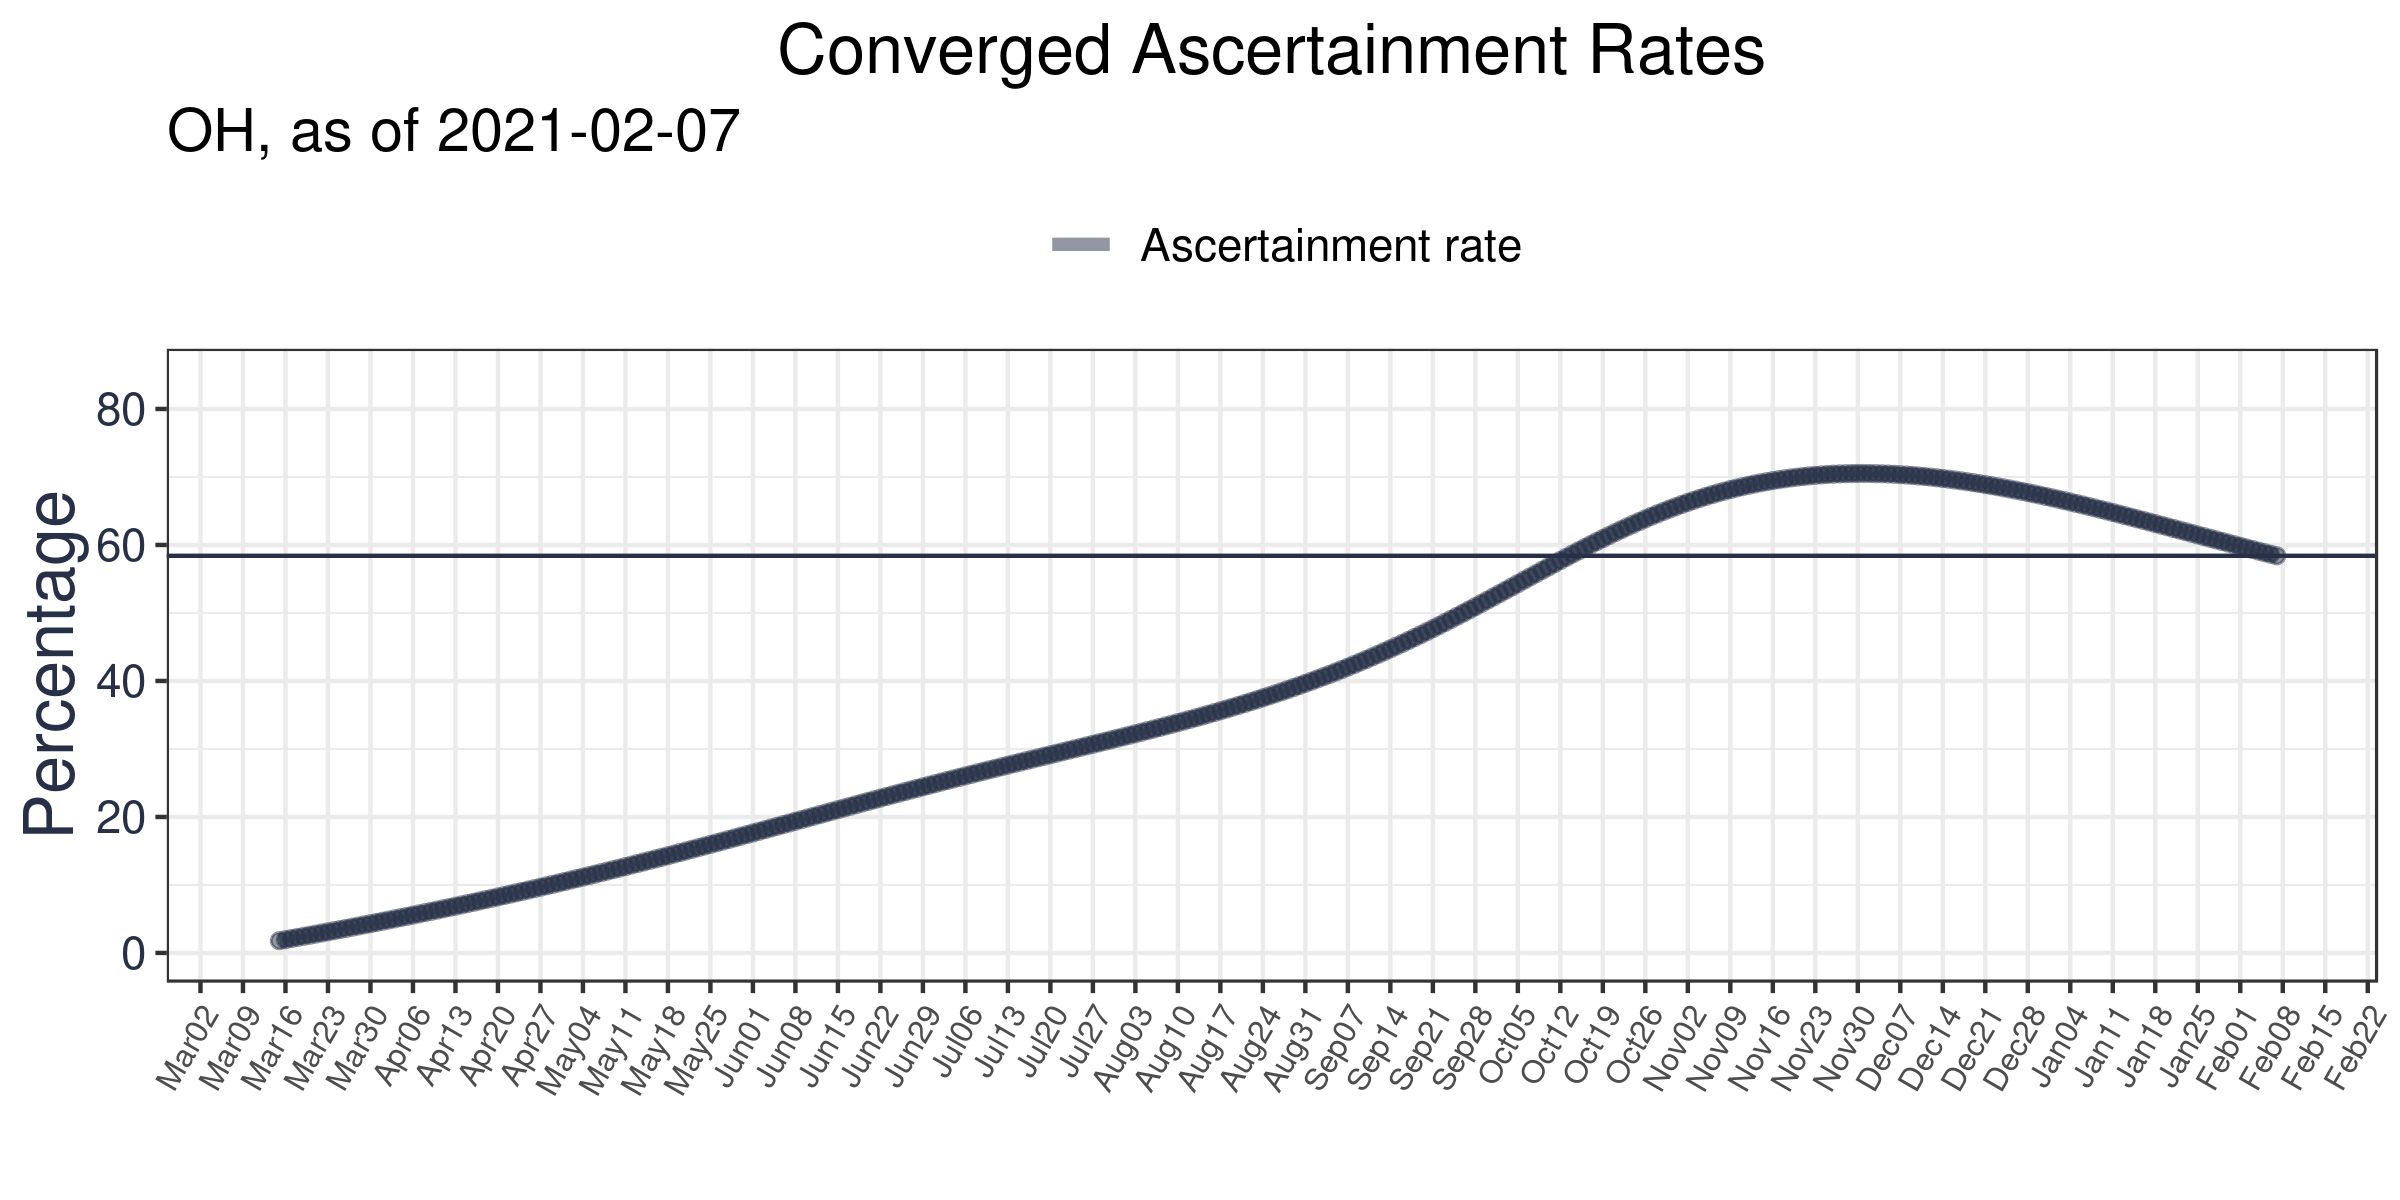 Converged Ascertainment Rates
OH, as of 2021-02-07
Ascertainment rate
Percentage
80
60
40
20
0
Mar02
Mar09
Mar16
Mar23
Mar30
Apr06
Apr13
Apr20
Apr27
May04
May11
May18
May25
Jun01
Jun08
Jun15
Jun22
Jun29
Jul06
Jul13
Jul20
Jul27
Aug03
Aug10
Aug17
Aug24
Aug31
Sep07
Sep14
Sep21
Sep28
Oct05
Oct12
Oct19
Oct26
Nov02
Nov09
Nov16
Nov23
Nov30
Dec07
Dec14
Dec21
Dec28
Jan04
Jan11
Jan18
Jan25
Feb01
Feb08
Feb15
Feb22